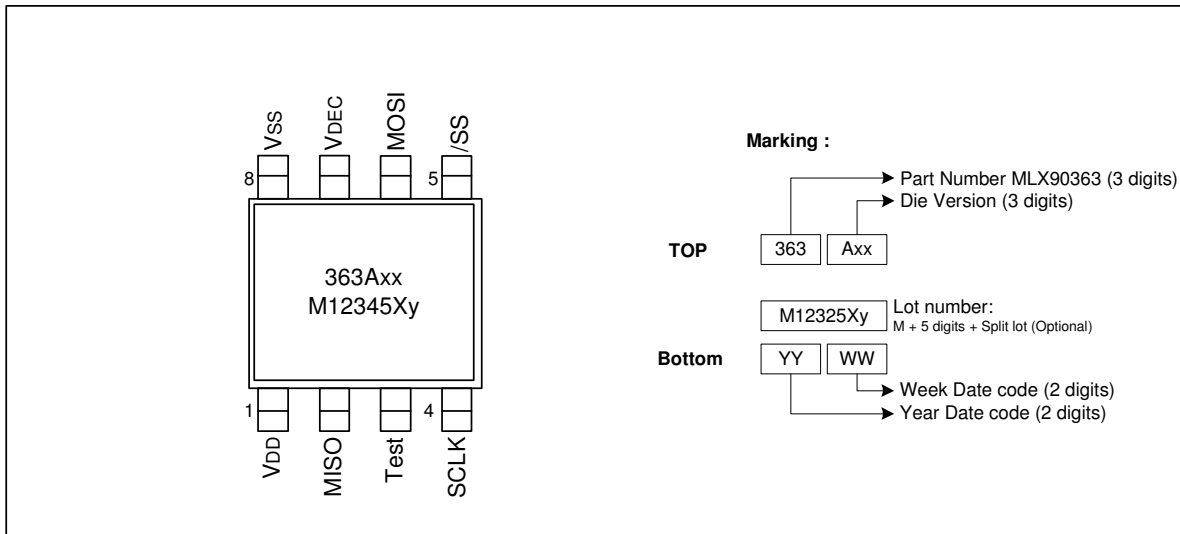 VSS
VDEC
MOSI
/SS
8
5
363Axx
M12345Xy
1
4
VDD
MISO
Test
SCLK
Marking :
Part Number MLX90363 (3 digits)
Die Version (3 digits)
TOP
363
Axx
M12325Xy
Lot number:
M + 5 digits + Split lot (Optional)
Bottom
YY
WW
Week Date code (2 digits)
Year Date code (2 digits)